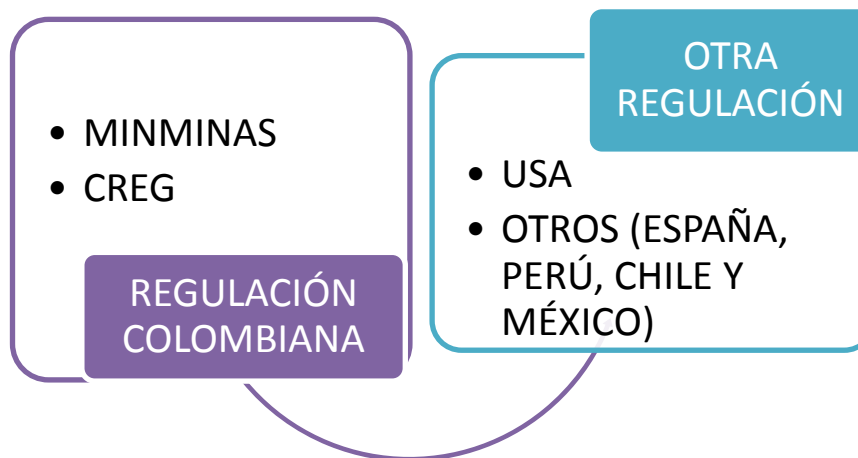 • MINMINAS
• CREG
REGULACIÓN
COLOMBIANA
OTRA
REGULACIÓN
• USA
• OTROS (ESPAÑA,
PERÚ, CHILE Y
MÉXICO)